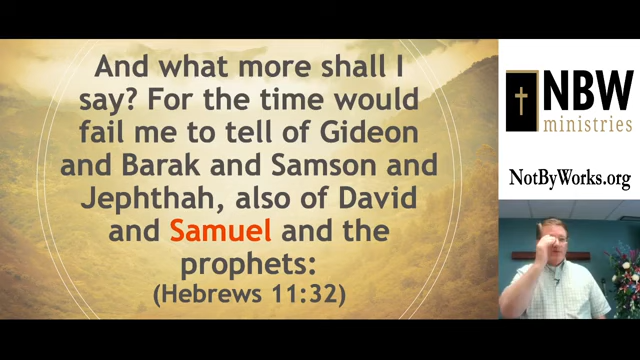 And what more shall I
say? For the time would
fail me to tell of Gideon
and Barak and Samson and
Jephthah, also of David
and Samuel and the
prophets:
(Hebrews 11:32)
NBW
ministries
NotByWorks.org